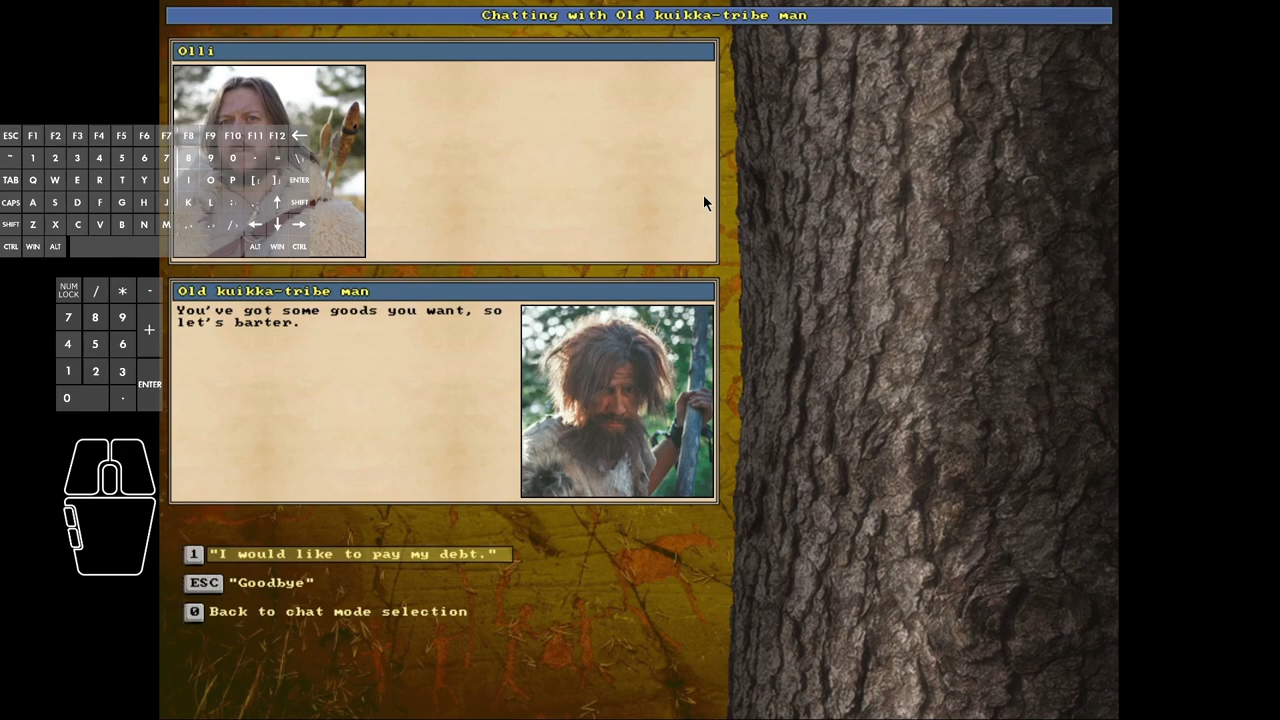 Chatting with Old kuikka-tribe man
Olli
ESC F1 F2 F3 F4 F5 F6 F7 F8 F9 F10 F11 F12 ←
~ 1 2 3 4 5 6 7 8 9 0 - = \
TAB Q W E R T Y U I O P [ ] ENTER
CAPS A S D F G H J K L ; ↑ SHIFT
SHIFT Z X C V B N M / ← ↓ →
CTRL WIN ALT ALT WIN CTRL
NUM LOCK / * -
7 8 9 +
4 5 6
1 2 3 ENTER
0 .
Old kuikka-tribe man
You've got some goods you want, so
let's barter.
1 "I would like to pay my debt."
ESC "Goodbye"
0 Back to chat mode selection